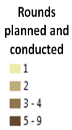 Rounds
planned and
conducted
1
2
3 - 4
5 - 9